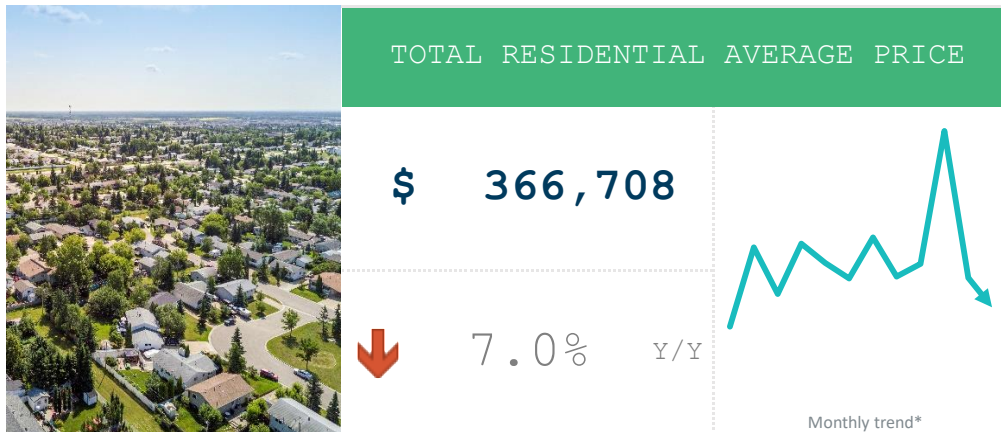 TOTAL RESIDENTIAL AVERAGE PRICE
$ 366,708
7.0% Y/Y
Monthly trend*